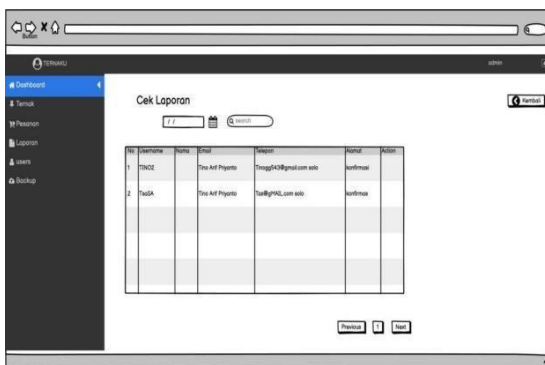 Button
TERNAKU
admin
Dashboard
Ternak
Pesanan
Laporan
users
Backup
Cek Laporan
Kembali
/ /
search
No Username Nama Email Telepon Alamat Action
1 TINO2 Tino Arif Priyanto Tinogg543@gmail.com solo konfirmasi
2 TaaSA Tino Arif Priyanto Tae@gMAIL.com solo konfirmasi
Previous 1 Next